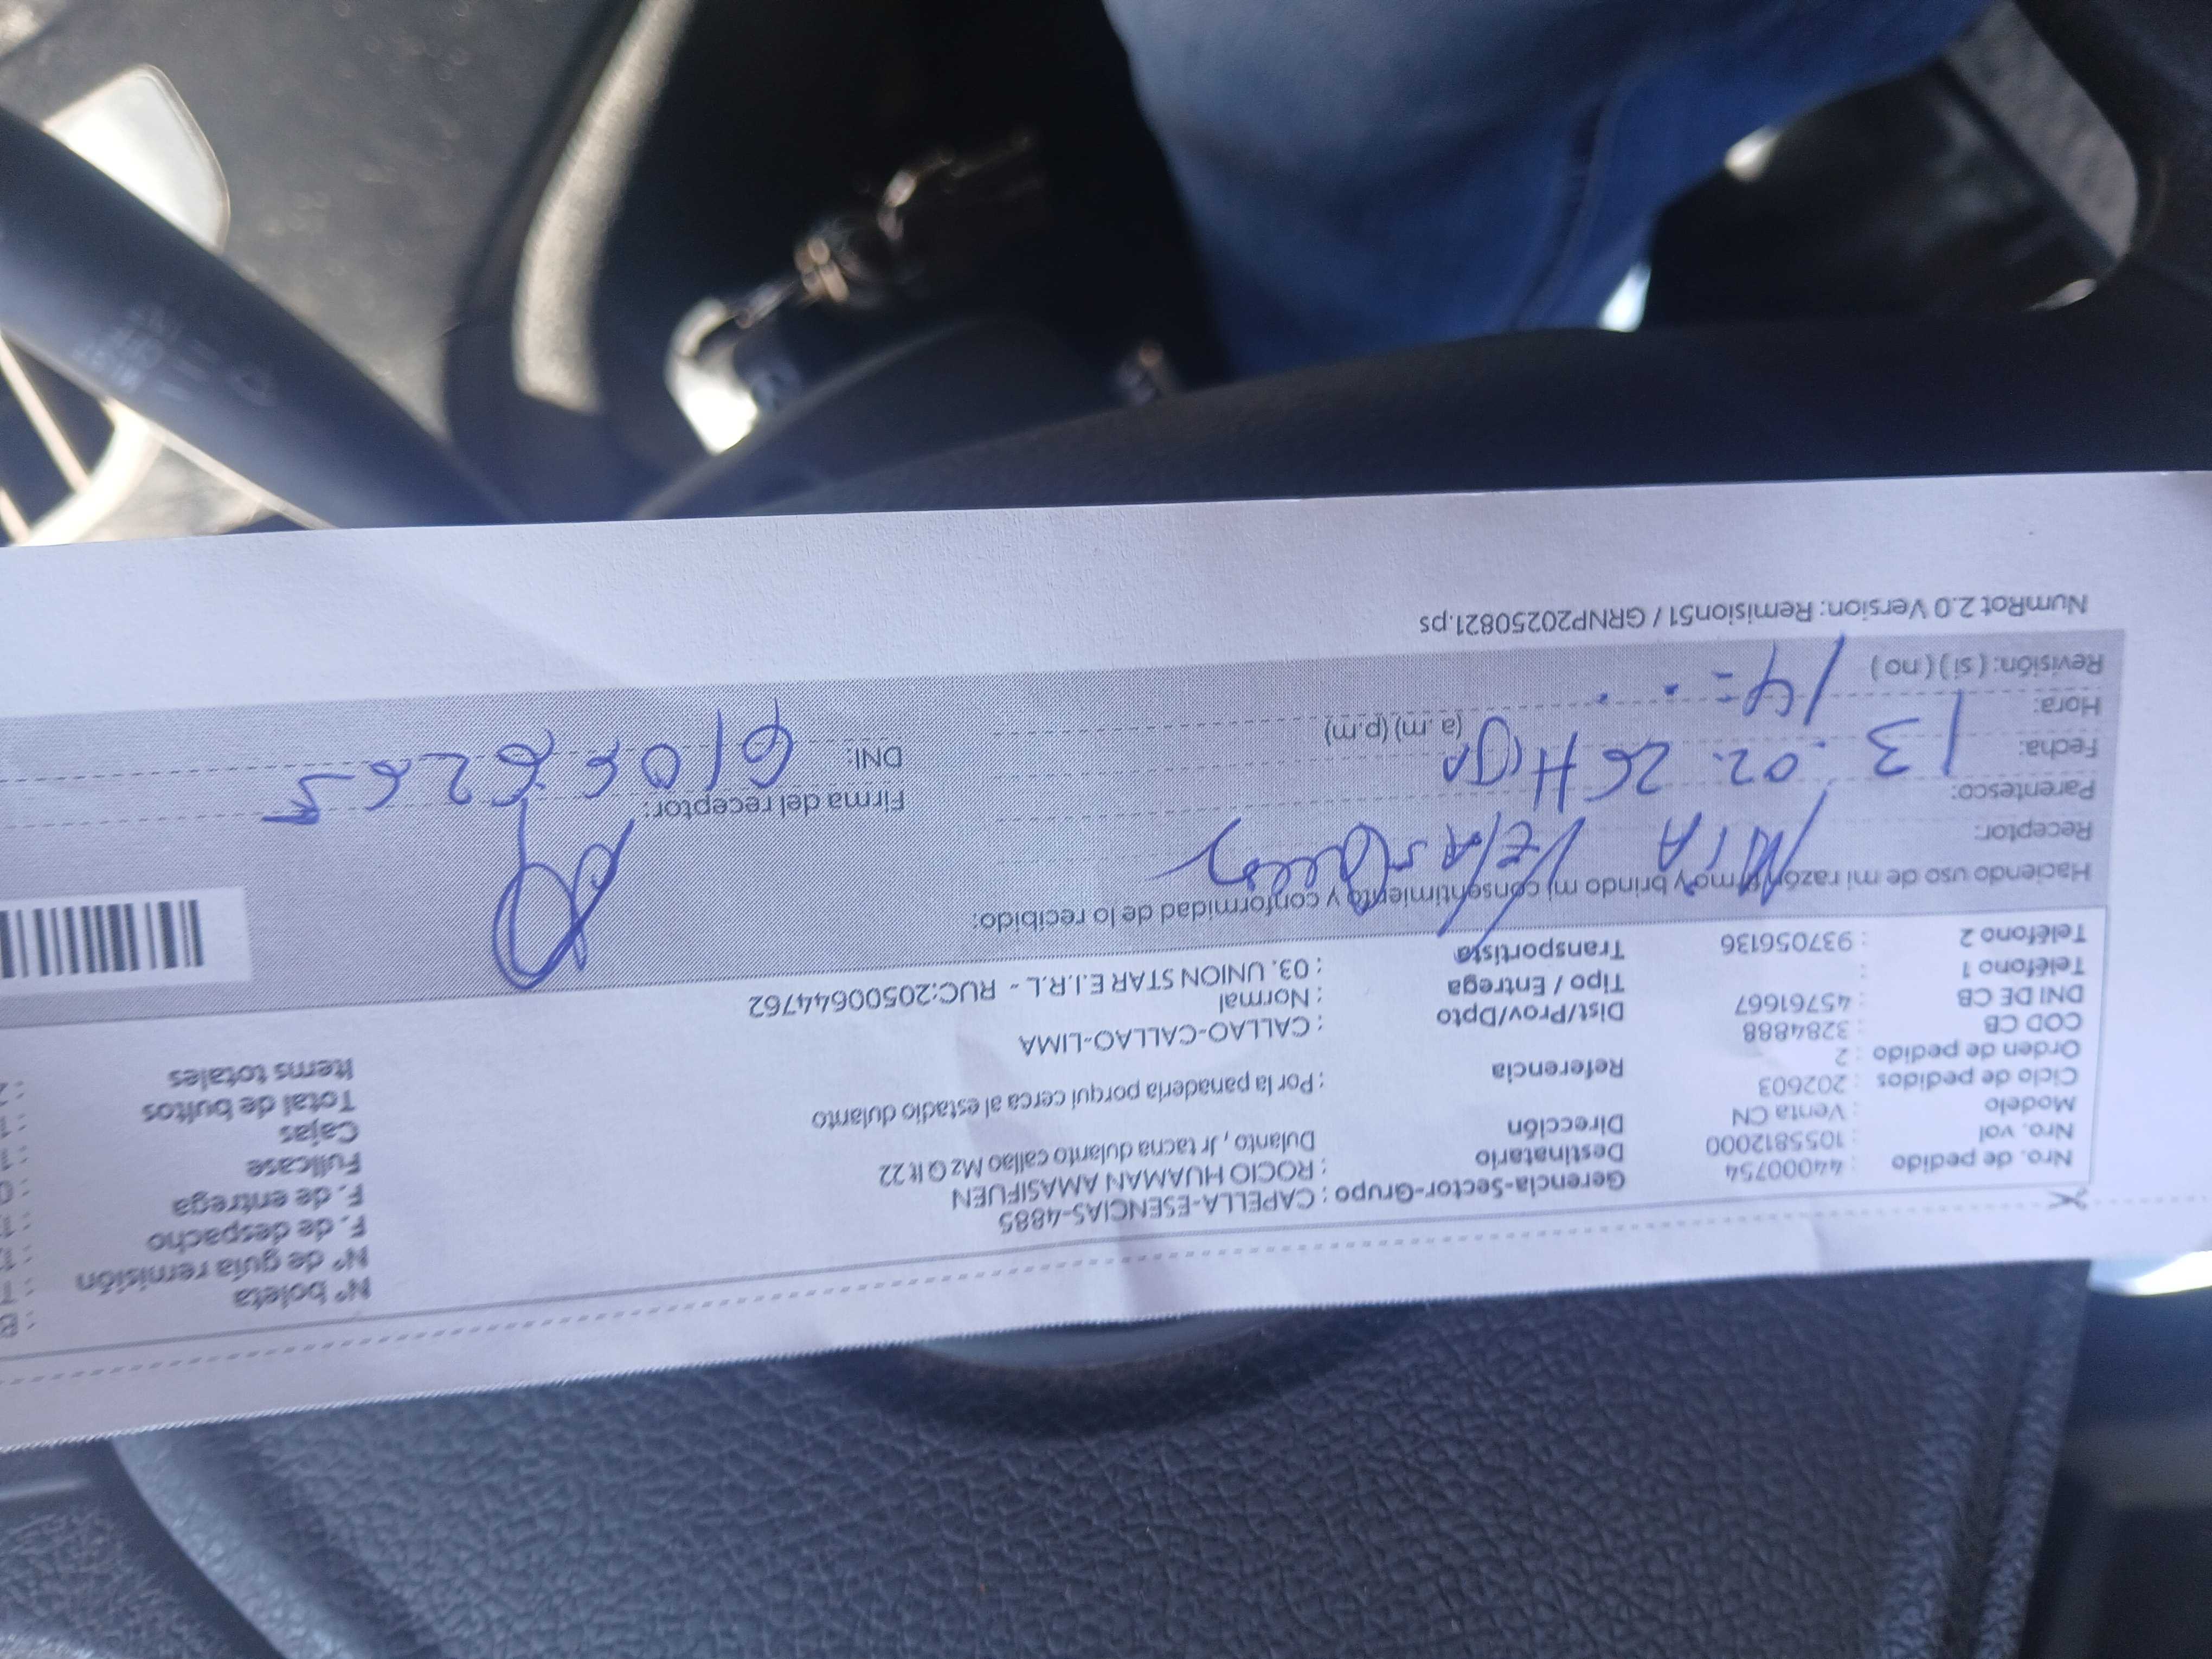 Nro. de pedido : 44000754
Nro. vol : 1055812000
Modelo : Venta CN
Ciclo de pedidos : 202603
Orden de pedido : 2
COD CB : 3284888
DNI DE CB : 45761667
Teléfono 1 :
Teléfono 2 : 937056136
Gerencia-Sector-Grupo : CAPELLA-ESENCIAS-4885
Destinatario : ROCIO HUAMAN AMASIFUEN
Dirección Dulanto , Jr tacna dulanto callao Mz Q lt 22
Referencia : Por la panaderia porqui cerca al estadio dulanto
Dist/Prov/Dpto : CALLAO-CALLAO-LIMA
Tipo / Entrega : Normal
Transportista : 03. UNION STAR E.I.R.L - RUC:20500644762
N° boleta :
N° de guía remisión :
F. de despacho :
F. de entrega :
Fullcase :
Cajas :
Total de bultos :
Items totales :
Haciendo uso de mi razón firmo y brindo mi consentimiento y conformidad de lo recibido:
Receptor: MIA
Parentesco: Hija
Fecha: 13.02.26
Hora: 14= (a. m) (p.m)
Revisión: ( si ) ( no )
Firma del receptor:
DNI:
NumRot 2.0 Version: Remision51 / GRNP20250821.ps